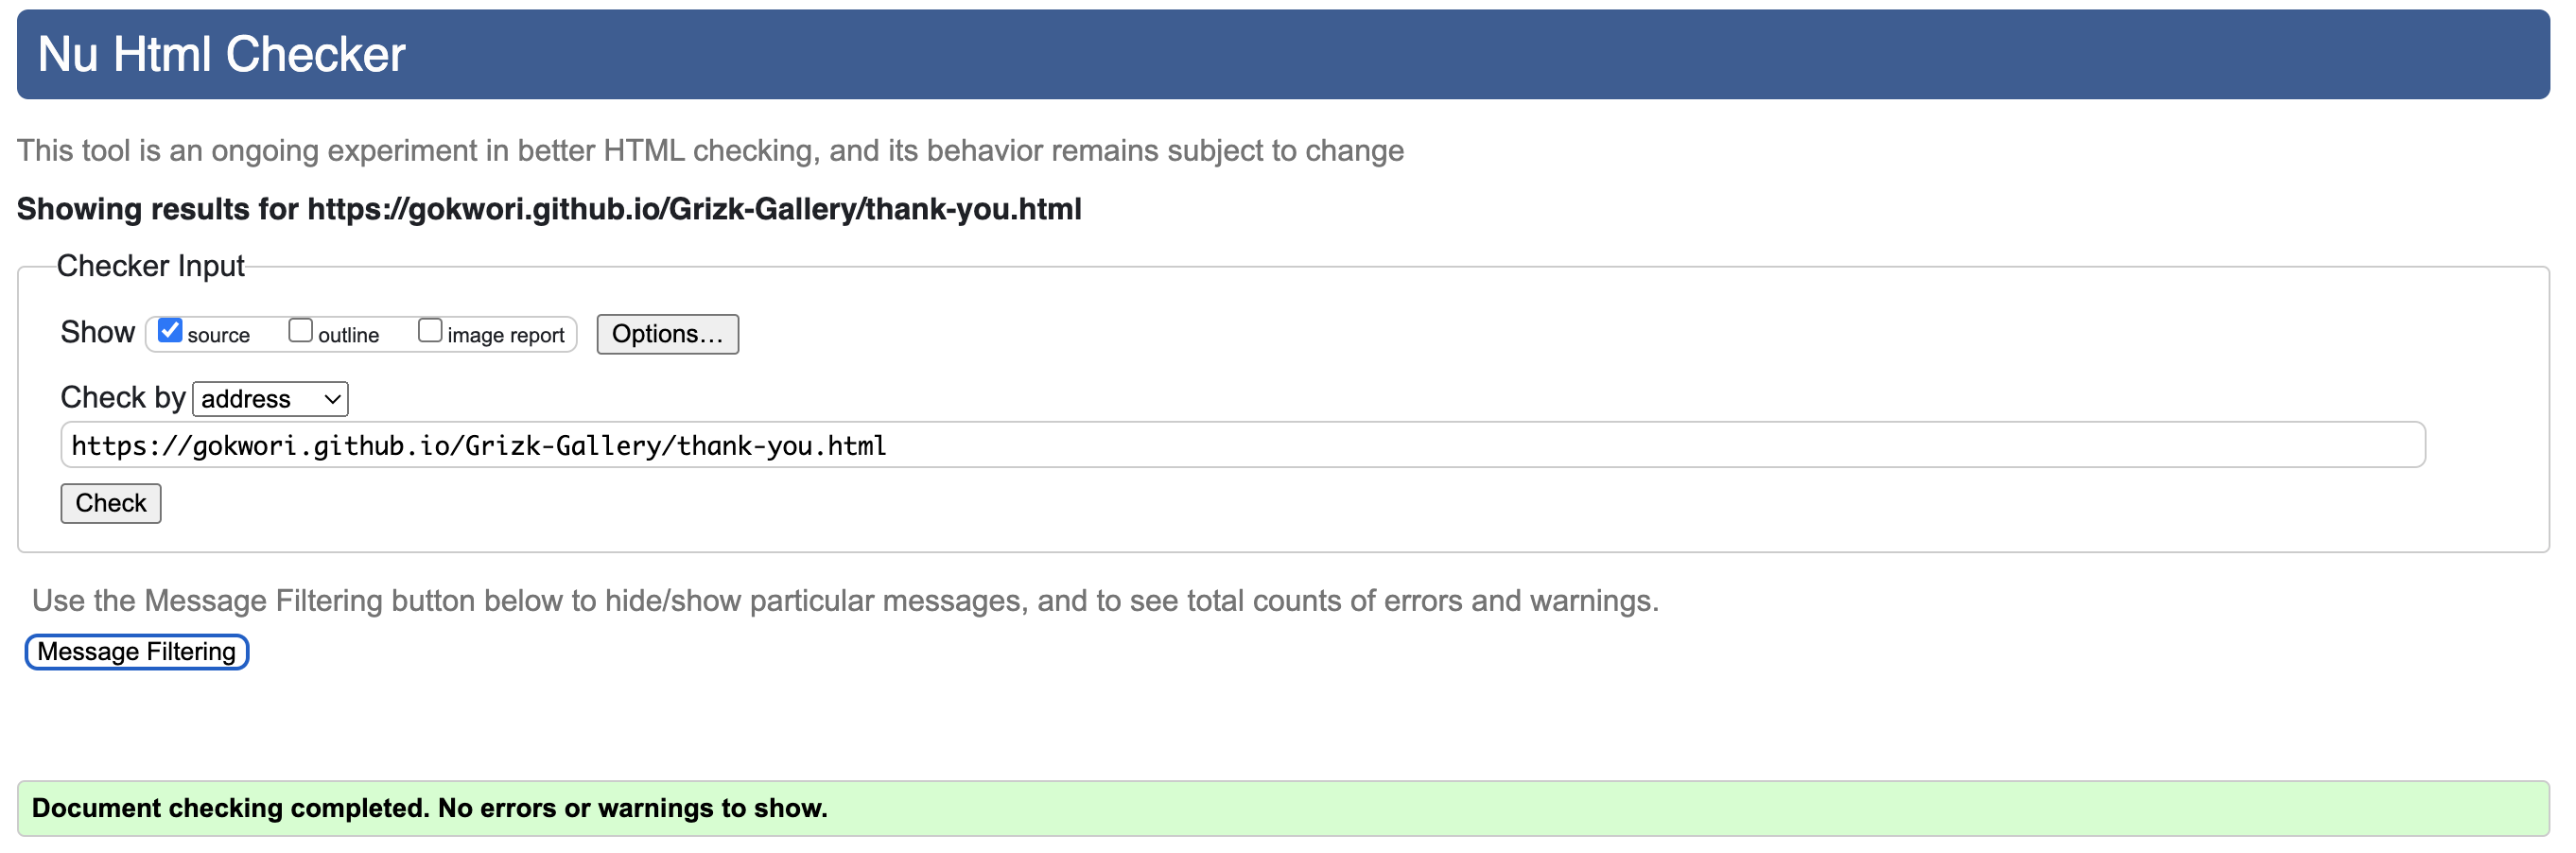 Nu Html Checker
This tool is an ongoing experiment in better HTML checking, and its behavior remains subject to change
Showing results for https://gokwori.github.io/Grizk-Gallery/thank-you.html
Checker Input
Show source outline image report Options...
Check by address
https://gokwori.github.io/Grizk-Gallery/thank-you.html
Check
Use the Message Filtering button below to hide/show particular messages, and to see total counts of errors and warnings.
Message Filtering
Document checking completed. No errors or warnings to show.